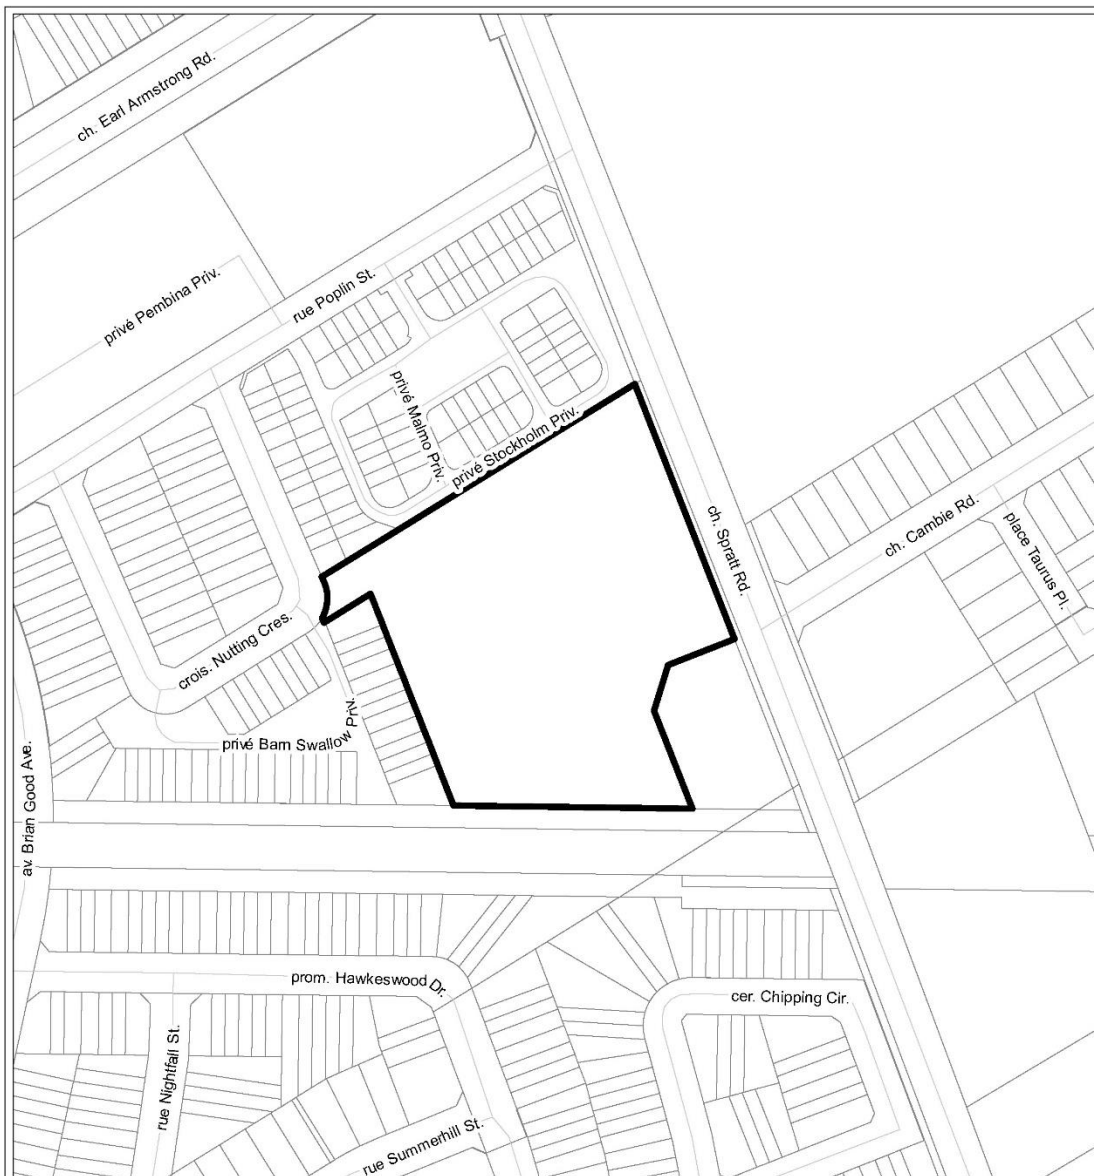 ch. Earl Armstrong Rd.
privé Pembina Priv.
rue Poplin St.
privé Malmo Priv.
privé Stockholm Priv.
ch. Spratt Rd.
ch. Cambie Rd.
place Taurus Pl.
crois. Nutting Cres.
privé Barn Swallow Priv.
av. Brian Good Ave.
prom. Hawkeswood Dr.
cer. Chipping Cir.
rue Nightfall St.
rue Summerhill St.